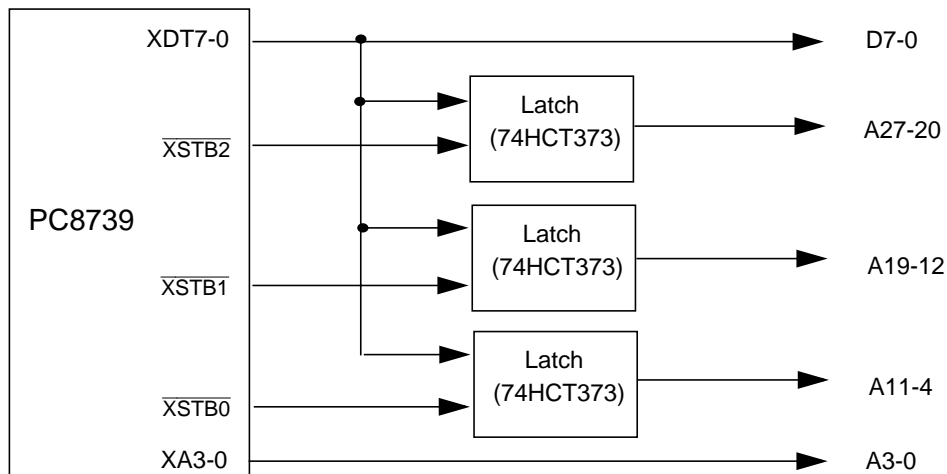 XDT7-0
D7-0
Latch
(74HCT373)
A27-20
XSTB2
PC8739
Latch
(74HCT373)
A19-12
XSTB1
Latch
(74HCT373)
A11-4
XSTB0
XA3-0
A3-0